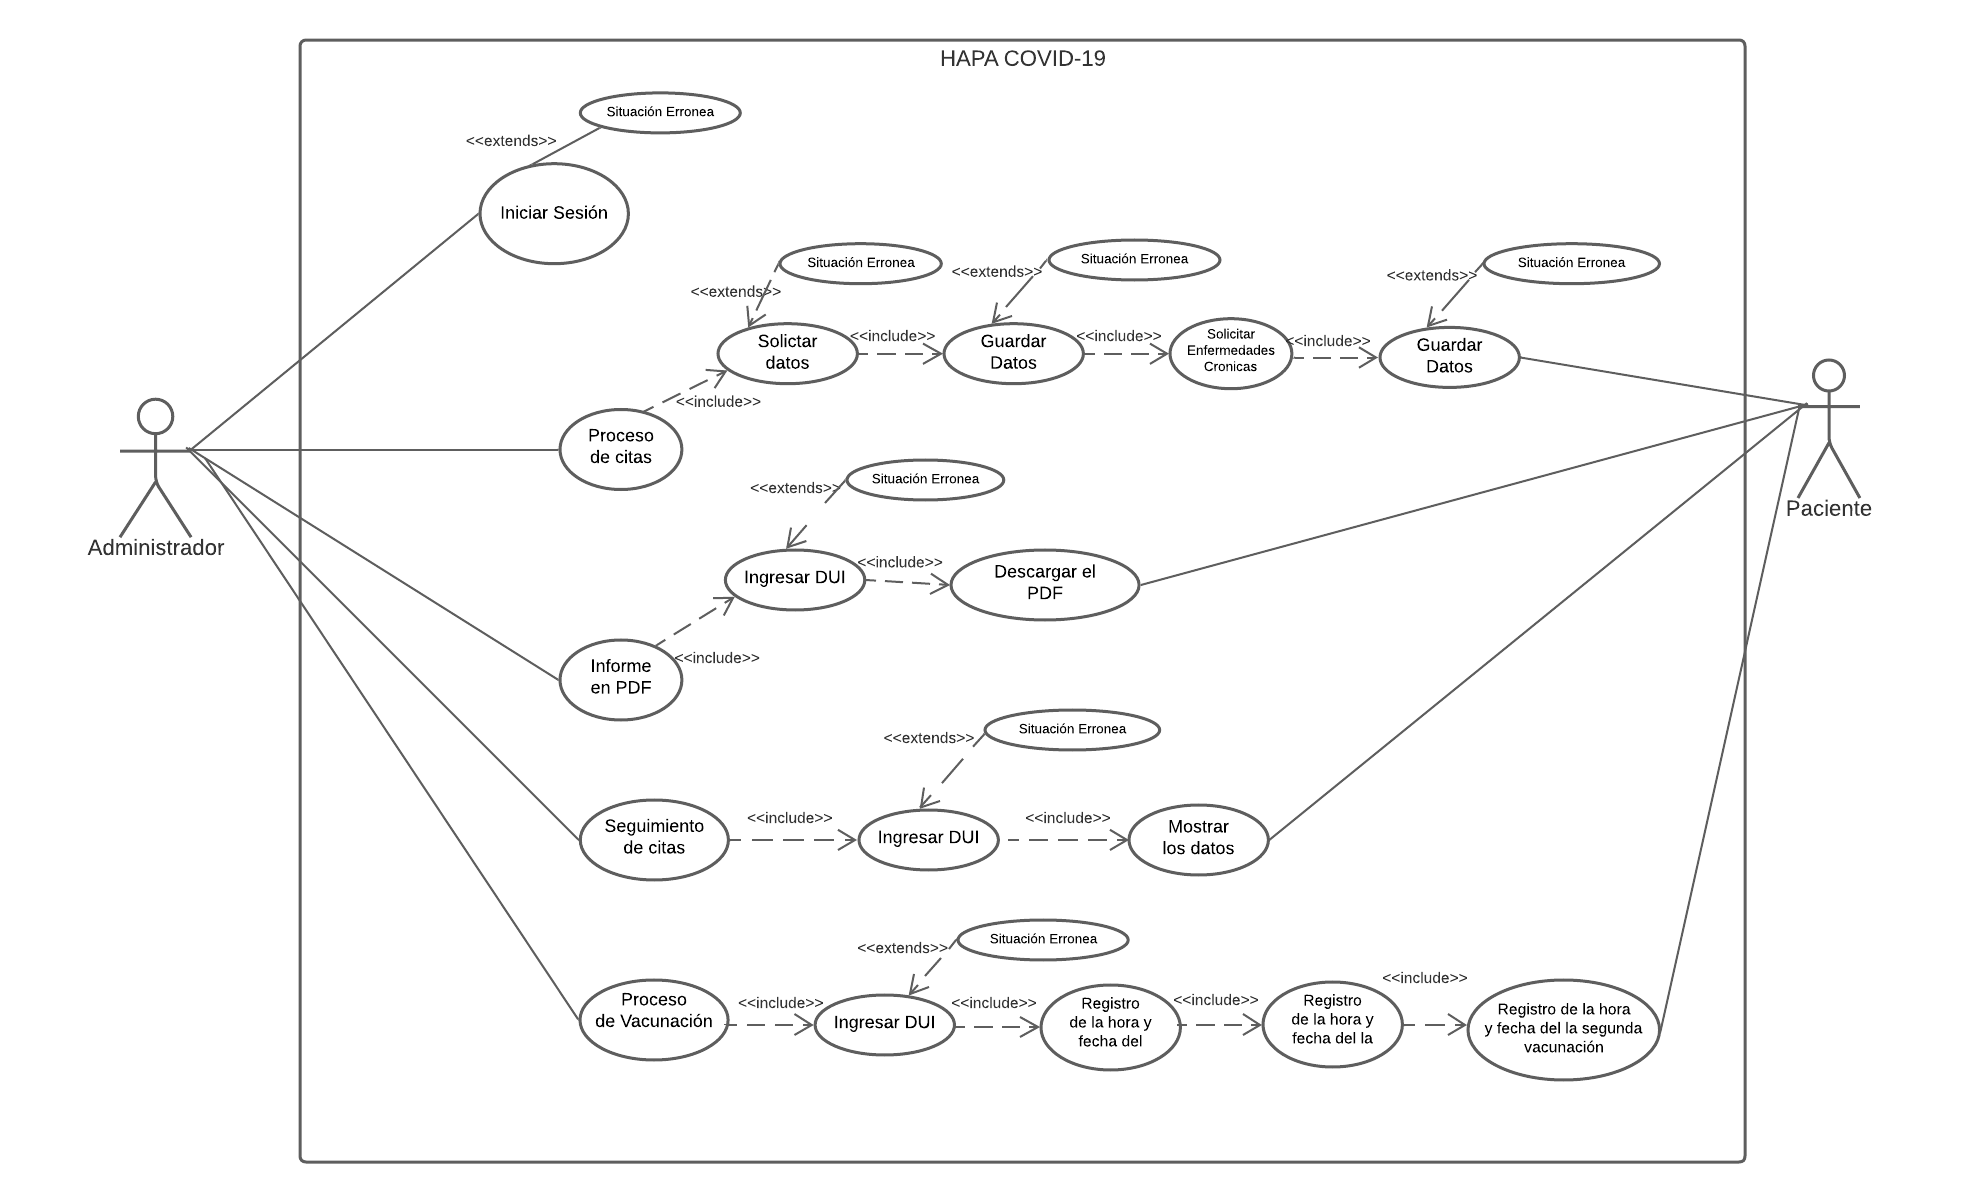 HAPA COVID-19
Situación Erronea
<<extends>>
Iniciar Sesión
Situación Erronea
<<extends>>
Situación Erronea
<<extends>>
Situación Erronea
<<extends>>
Solictar
datos
<<include>>
Guardar
Datos
<<include>>
Solicitar
Enfermedades
Cronicas
<<include>>
Guardar
Datos
<<include>>
Proceso
de citas
Administrador
Paciente
Situación Erronea
<<extends>>
Ingresar DUI
<<include>>
Descargar el
PDF
Informe
en PDF
<<include>>
Situación Erronea
<<extends>>
Seguimiento
de citas
<<include>>
Ingresar DUI
<<include>>
Mostrar
los datos
Situación Erronea
<<extends>>
Proceso
de Vacunación
<<include>>
Ingresar DUI
<<include>>
Registro
de la hora y
fecha del
<<include>>
Registro
de la hora y
fecha del la
<<include>>
Registro de la hora
y fecha del la segunda
vacunación